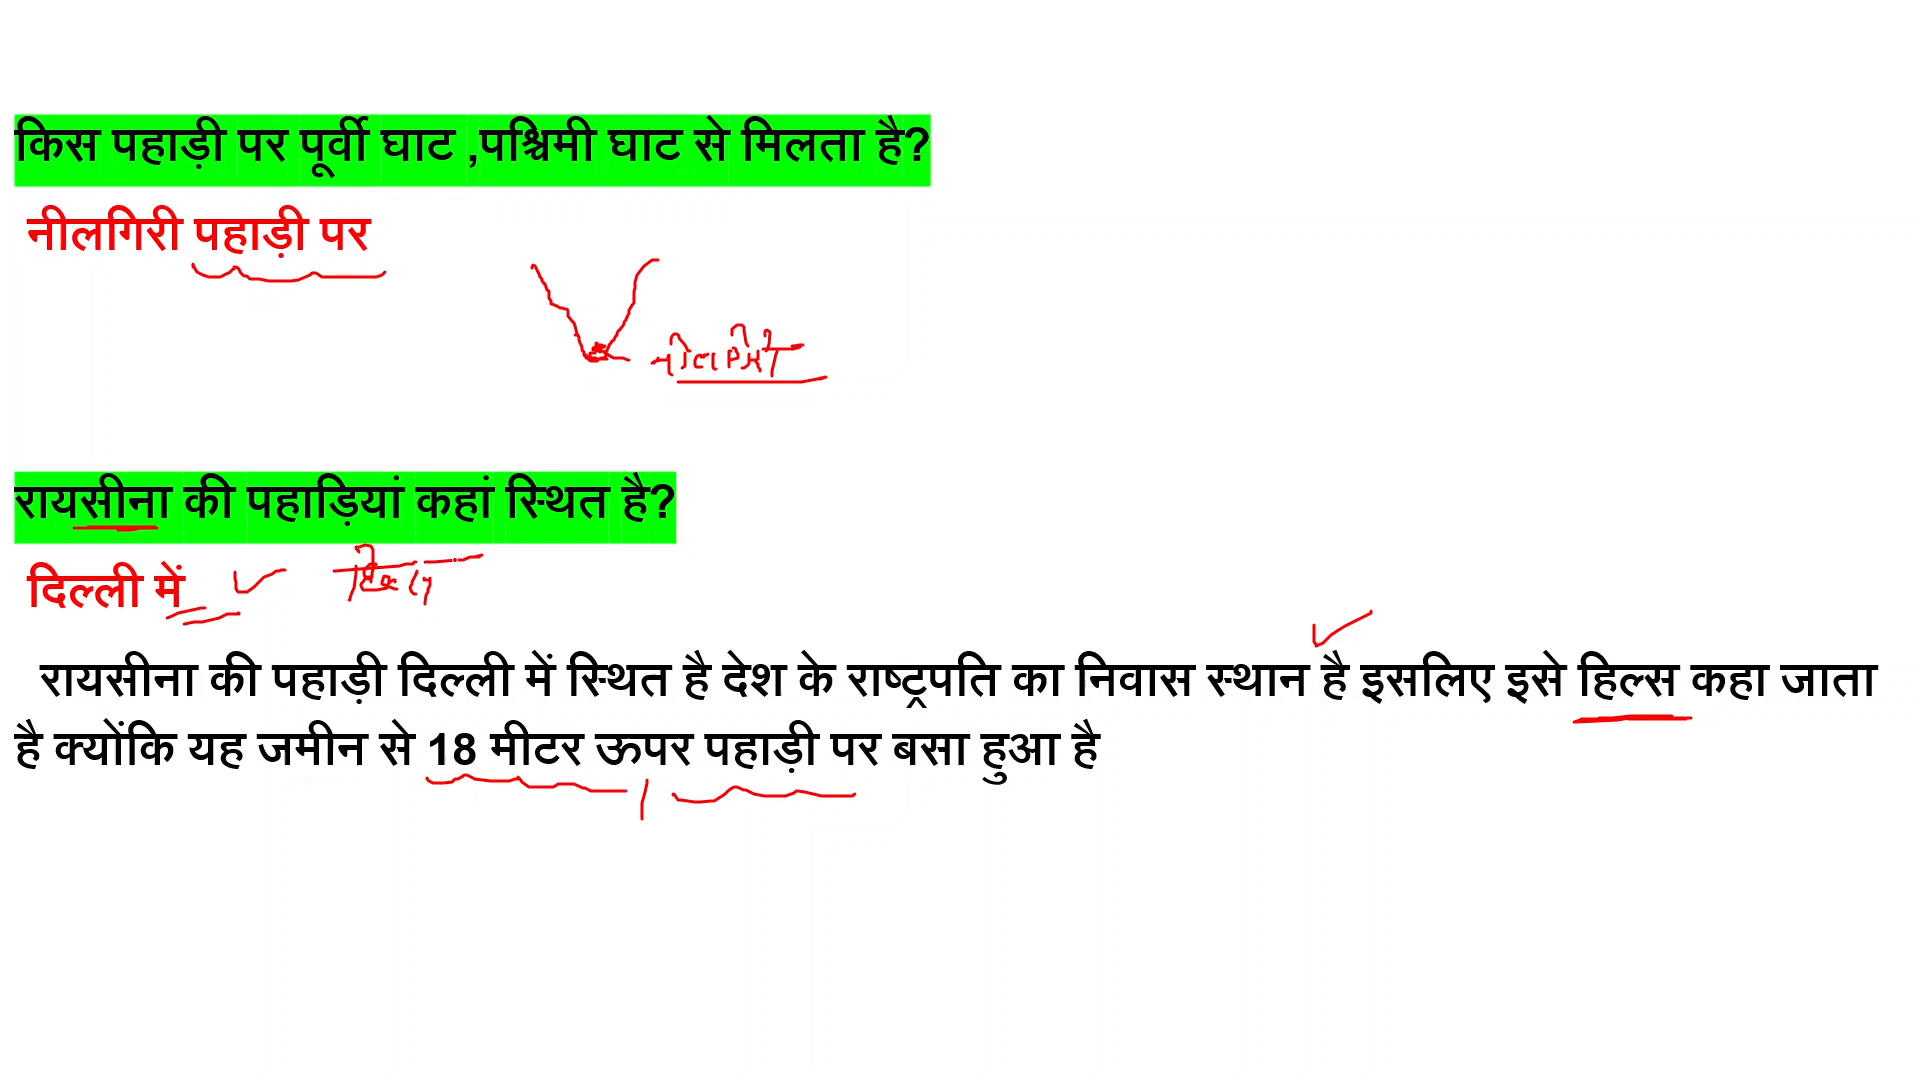 किस पहाड़ी पर पूर्वी घाट ,पश्चिमी घाट से मिलता है?
नीलगिरी पहाड़ी पर
रायसीना की पहाड़ियां कहां स्थित है?
दिल्ली में
रायसीना की पहाड़ी दिल्ली में स्थित है देश के राष्ट्रपति का निवास स्थान है इसलिए इसे हिल्स कहा जाता
है क्योंकि यह जमीन से 18 मीटर ऊपर पहाड़ी पर बसा हुआ है